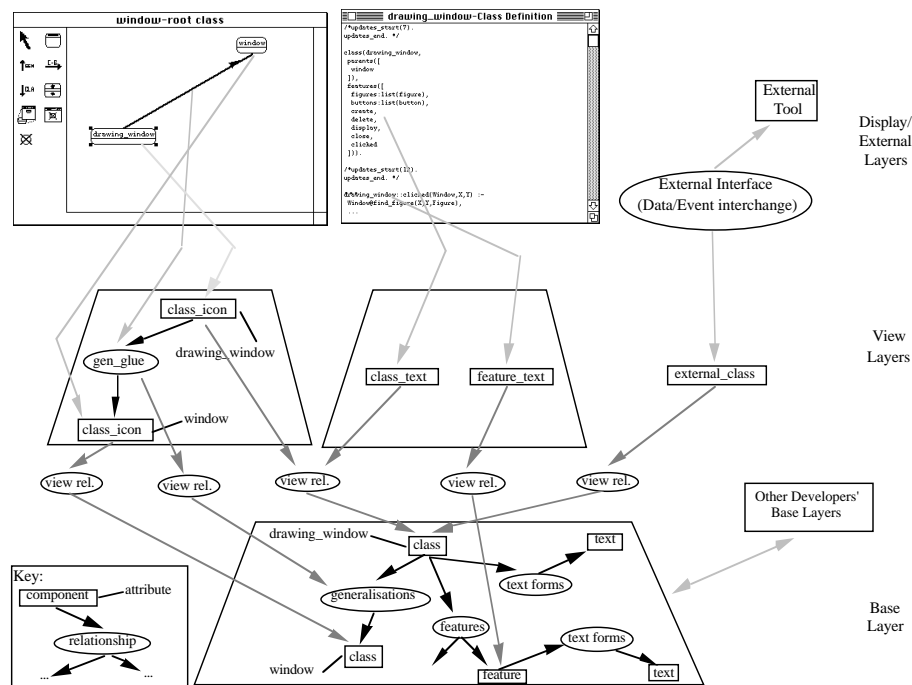 window-root class
window
drawing_window
drawing_window-Class Definition
/*updates_start(7).
updates_end. */
class(drawing_window,
parents([
window
]),
features([
figures:list(figure),
buttons:list(button),
create,
delete,
display,
close,
clicked
])).
/*updates_start(12).
updates_end. */
drawing_window::clicked(Window,X,Y) :-
Window@find_figure(X,Y,Figure),
...
External
Tool
External Interface
(Data/Event interchange)
Display/
External
Layers
class_icon
drawing_window
gen_glue
class_icon
window
class_text
feature_text
external_class
View
Layers
view rel.
view rel.
view rel.
view rel.
view rel.
Other Developers'
Base Layers
drawing_window
class
text
text forms
generalisations
features
text forms
class
window
feature
text
Base
Layer
Key:
component
attribute
relationship
...
...